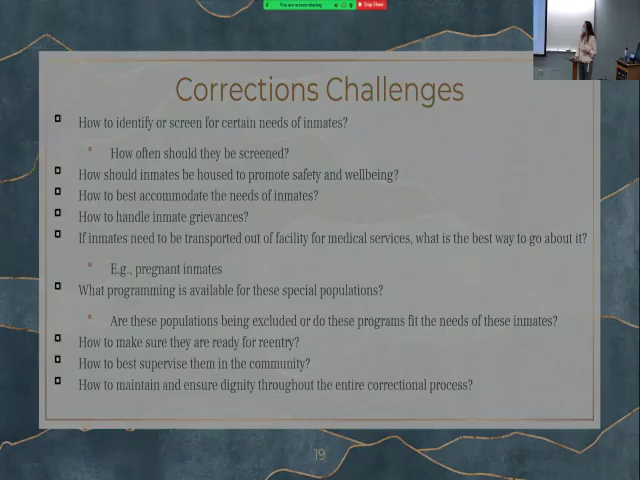 You are screen sharing
Stop Share
Corrections Challenges
How to identify or screen for certain needs of inmates?
How often should they be screened?
How should inmates be housed to promote safety and wellbeing?
How to best accommodate the needs of inmates?
How to handle inmate grievances?
If inmates need to be transported out of facility for medical services, what is the best way to go about it?
E.g., pregnant inmates
What programming is available for these special populations?
Are these populations being excluded or do these programs fit the needs of these inmates?
How to make sure they are ready for reentry?
How to best supervise them in the community?
How to maintain and ensure dignity throughout the entire correctional process?
19